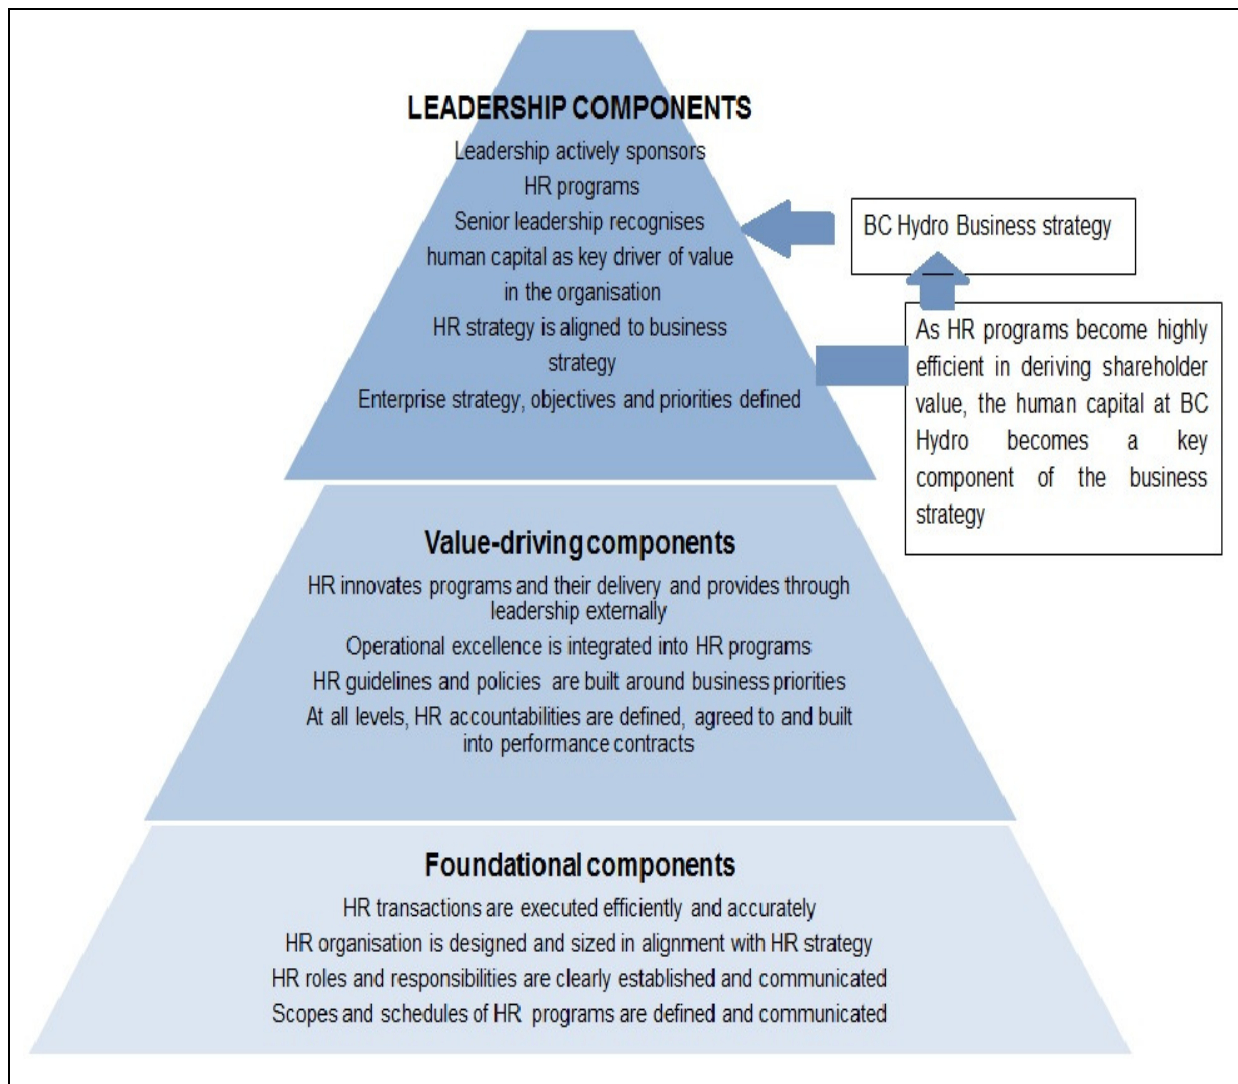 LEADERSHIP COMPONENTS
Leadership actively sponsors
HR programs
Senior leadership recognises
human capital as key driver of value
in the organisation
HR strategy is aligned to business
strategy
Enterprise strategy, objectives and priorities defined
BC Hydro Business strategy
As HR programs become highly
efficient in deriving shareholder
value, the human capital at BC
Hydro becomes a key
component of the business
strategy
Value-driving components
HR innovates programs and their delivery and provides through
leadership externally
Operational excellence is integrated into HR programs
HR guidelines and policies are built around business priorities
At all levels, HR accountabilities are defined, agreed to and built
into performance contracts
Foundational components
HR transactions are executed efficiently and accurately
HR organisation is designed and sized in alignment with HR strategy
HR roles and responsibilities are clearly established and communicated
Scopes and schedules of HR programs are defined and communicated